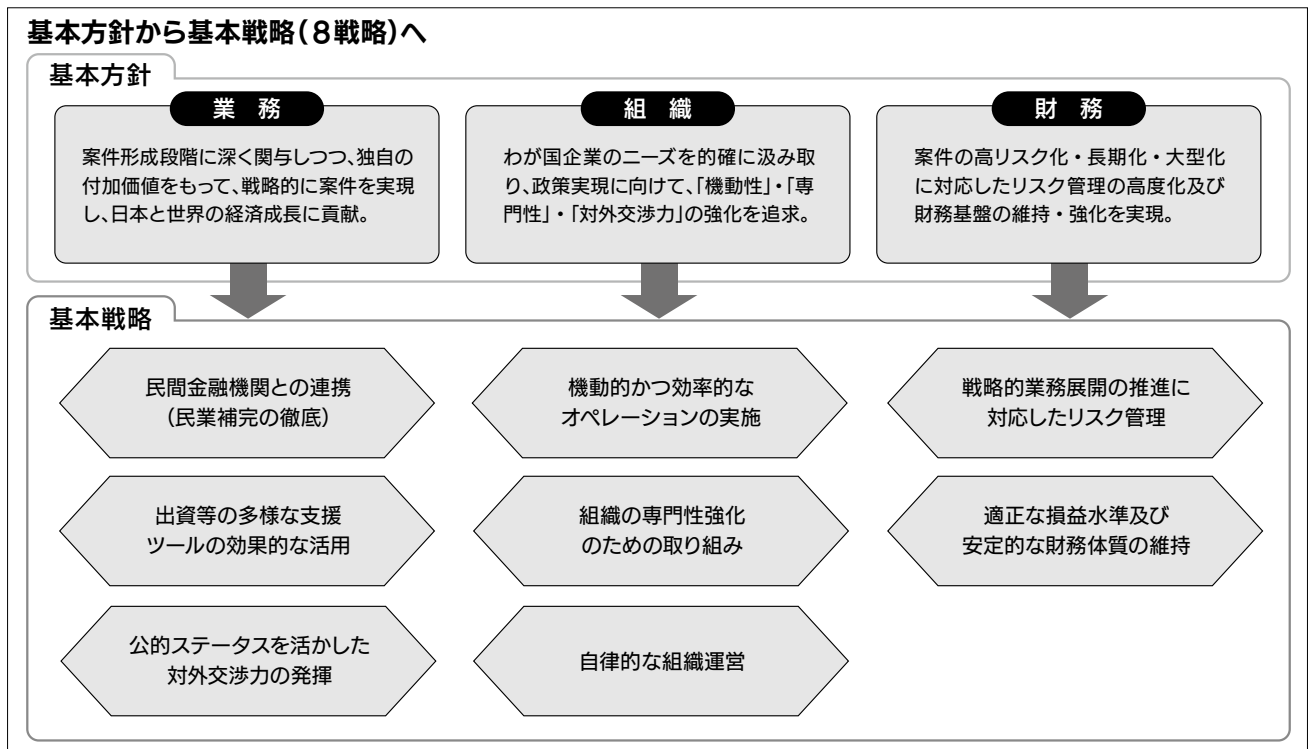 基本方針から基本戦略(8戦略)へ
基本方針
業 務
案件形成段階に深く関与しつつ、独自の
付加価値をもって、戦略的に案件を実現
し、日本と世界の経済成長に貢献。
組 織
わが国企業のニーズを的確に汲み取
り、政策実現に向けて、「機動性」・「専
門性」・「対外交渉力」の強化を追求。
財 務
案件の高リスク化・長期化・大型化
に対応したリスク管理の高度化及び
財務基盤の維持・強化を実現。
基本戦略
民間金融機関との連携
(民業補完の徹底)
出資等の多様な支援
ツールの効果的な活用
公的ステータスを活かした
対外交渉力の発揮
機動的かつ効率的な
オペレーションの実施
組織の専門性強化
のための取り組み
自律的な組織運営
戦略的業務展開の推進に
対応したリスク管理
適正な損益水準及び
安定的な財務体質の維持